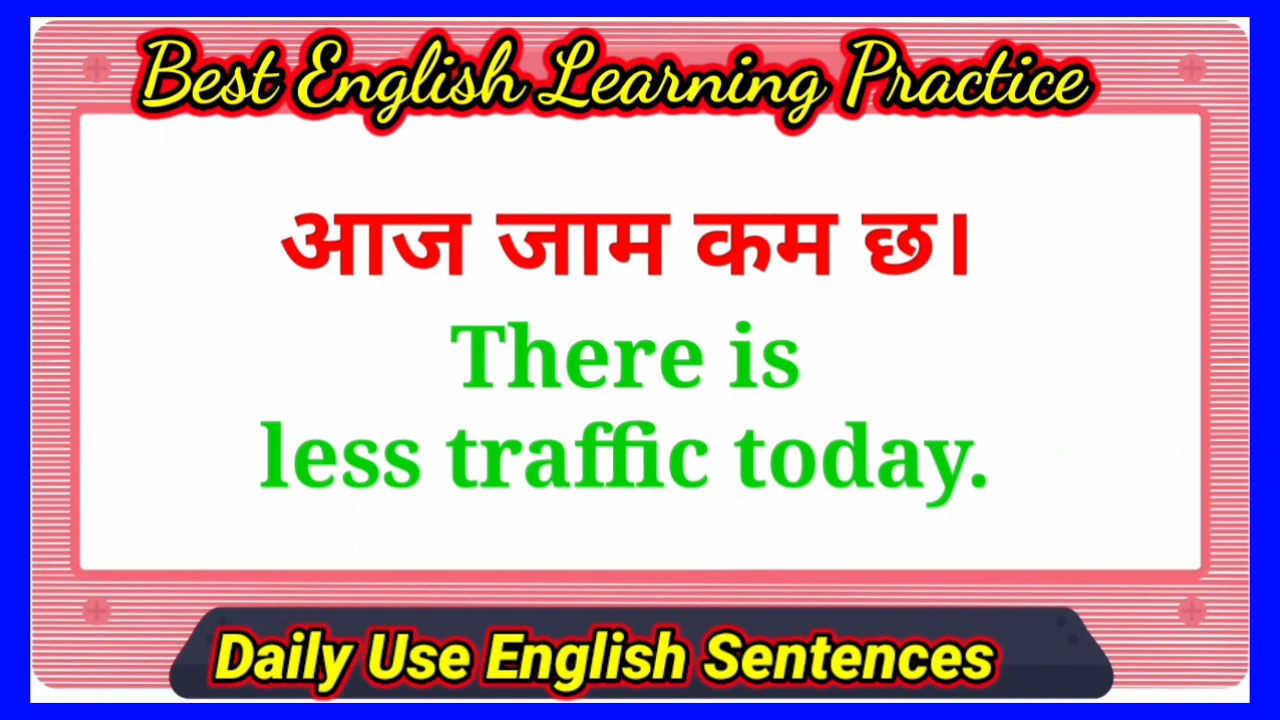 Best English Learning Practice
आज जाम कम छ।
There is
less traffic today.
Daily Use English Sentences